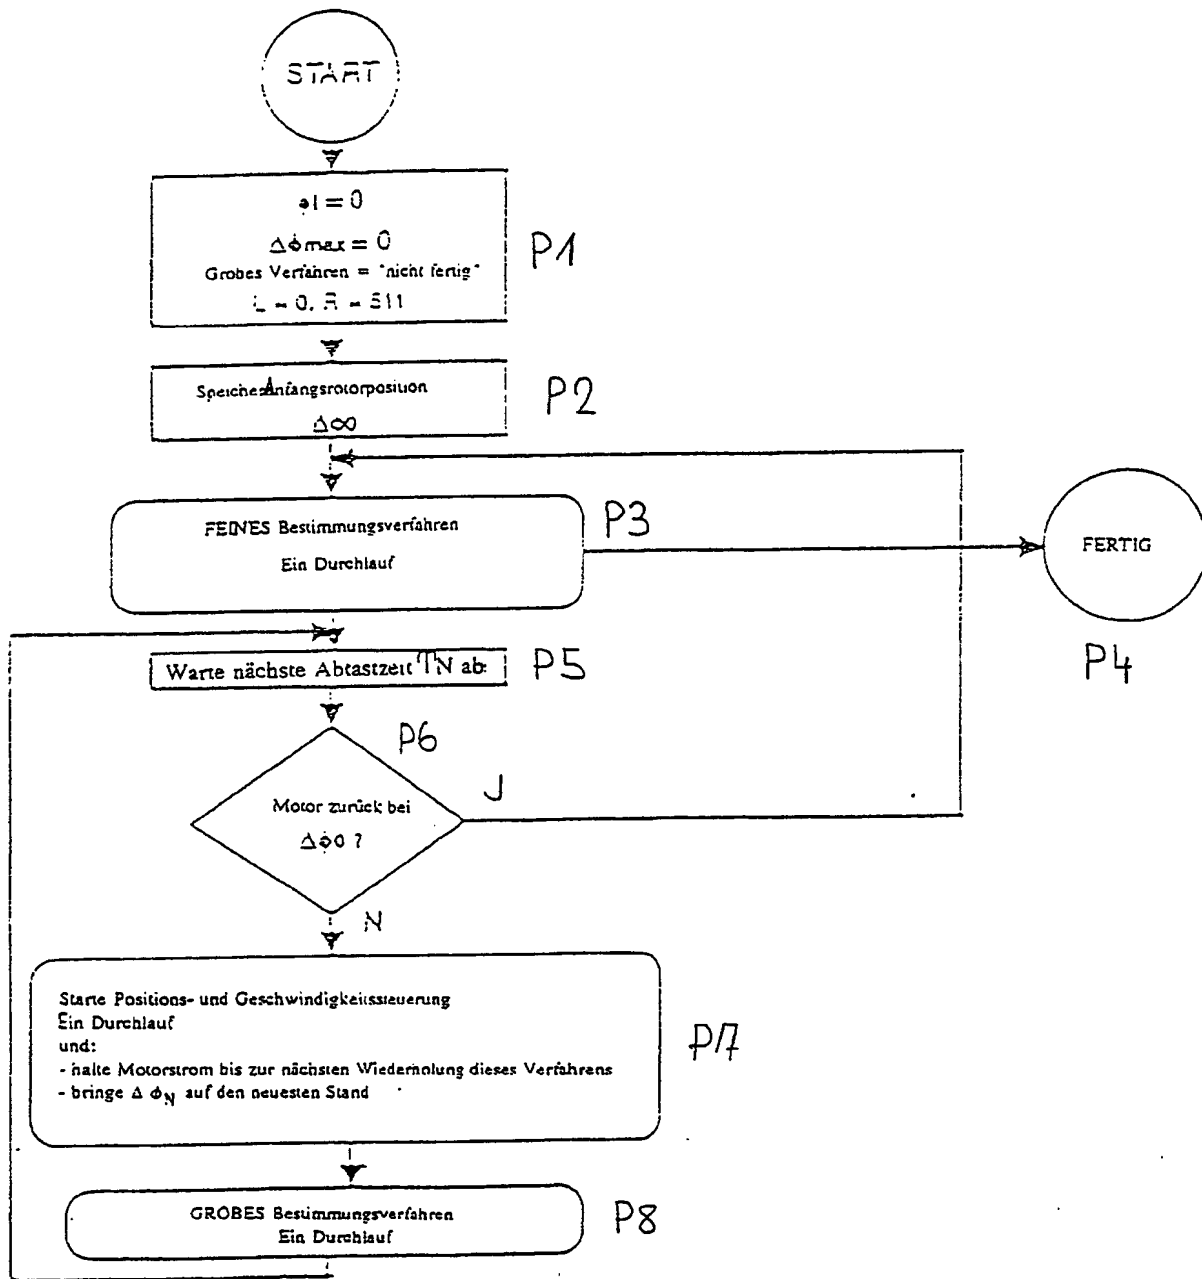 START
ϕI = 0
Δϕmax = 0
P1
Grobes Verfahren = "nicht fertig"
L = 0, R = 511
Speicher Anfangsrotorposition
P2
FEINES Bestimmungsverfahren
P3
Ein Durchlauf
FERTIG
P4
Warte nächste Abtastzeit TN ab:
P5
P6
J
Motor zurück bei
Δϕ0 ?
N
Starte Positions- und Geschwindigkeitssteuerung
Ein Durchlauf
und:
P7
- halte Motorstrom bis zur nächsten Wiederholung dieses Verfahrens
- bringe Δ ϕN auf den neuesten Stand
GROBES Bestimmungsverfahren
P8
Ein Durchlauf